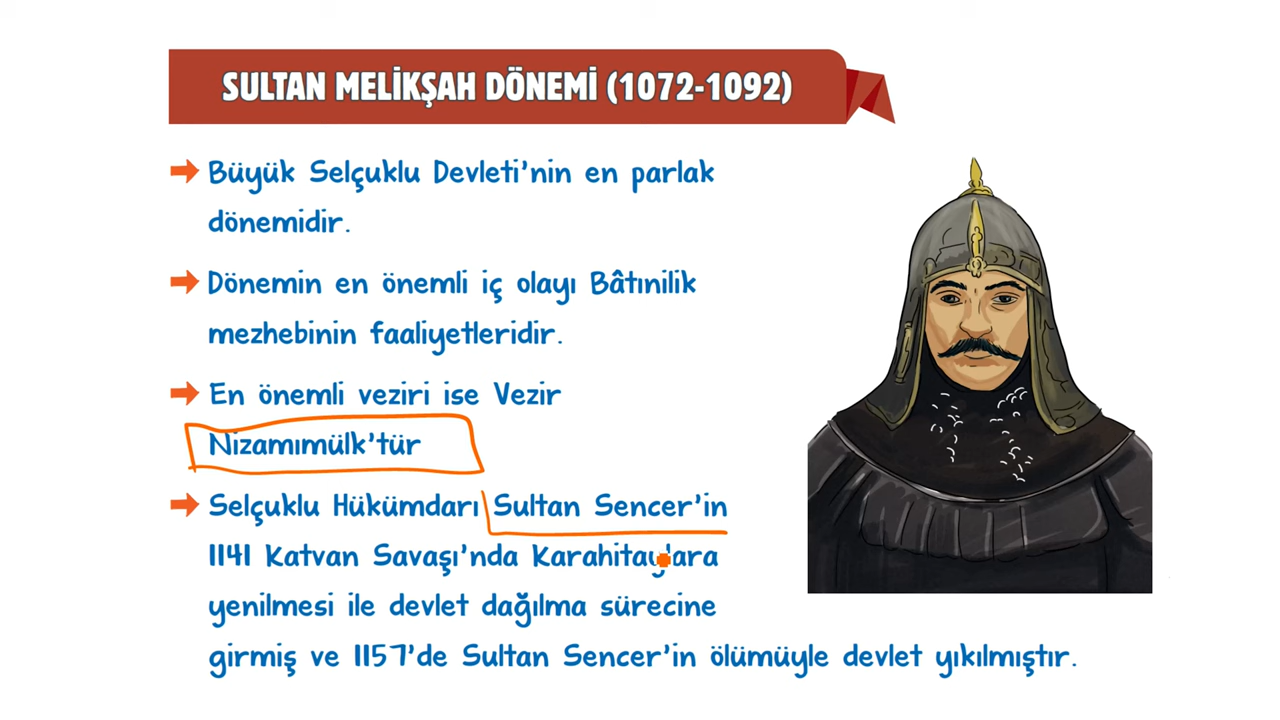 SULTAN MELİKŞAH DÖNEMİ (1072-1092)
Büyük Selçuklu Devleti'nin en parlak
dönemidir.
Dönemin en önemli iç olayı Bâtınilik
mezhebinin faaliyetleridir.
En önemli veziri ise Vezir
Nizamımülk'tür
Selçuklu Hükümdarı Sultan Sencer'in
1141 Katvan Savaşı'nda Karahitaylara
yenilmesi ile devlet dağılma sürecine
girmiş ve 1157'de Sultan Sencer'in ölümüyle devlet yıkılmıştır.